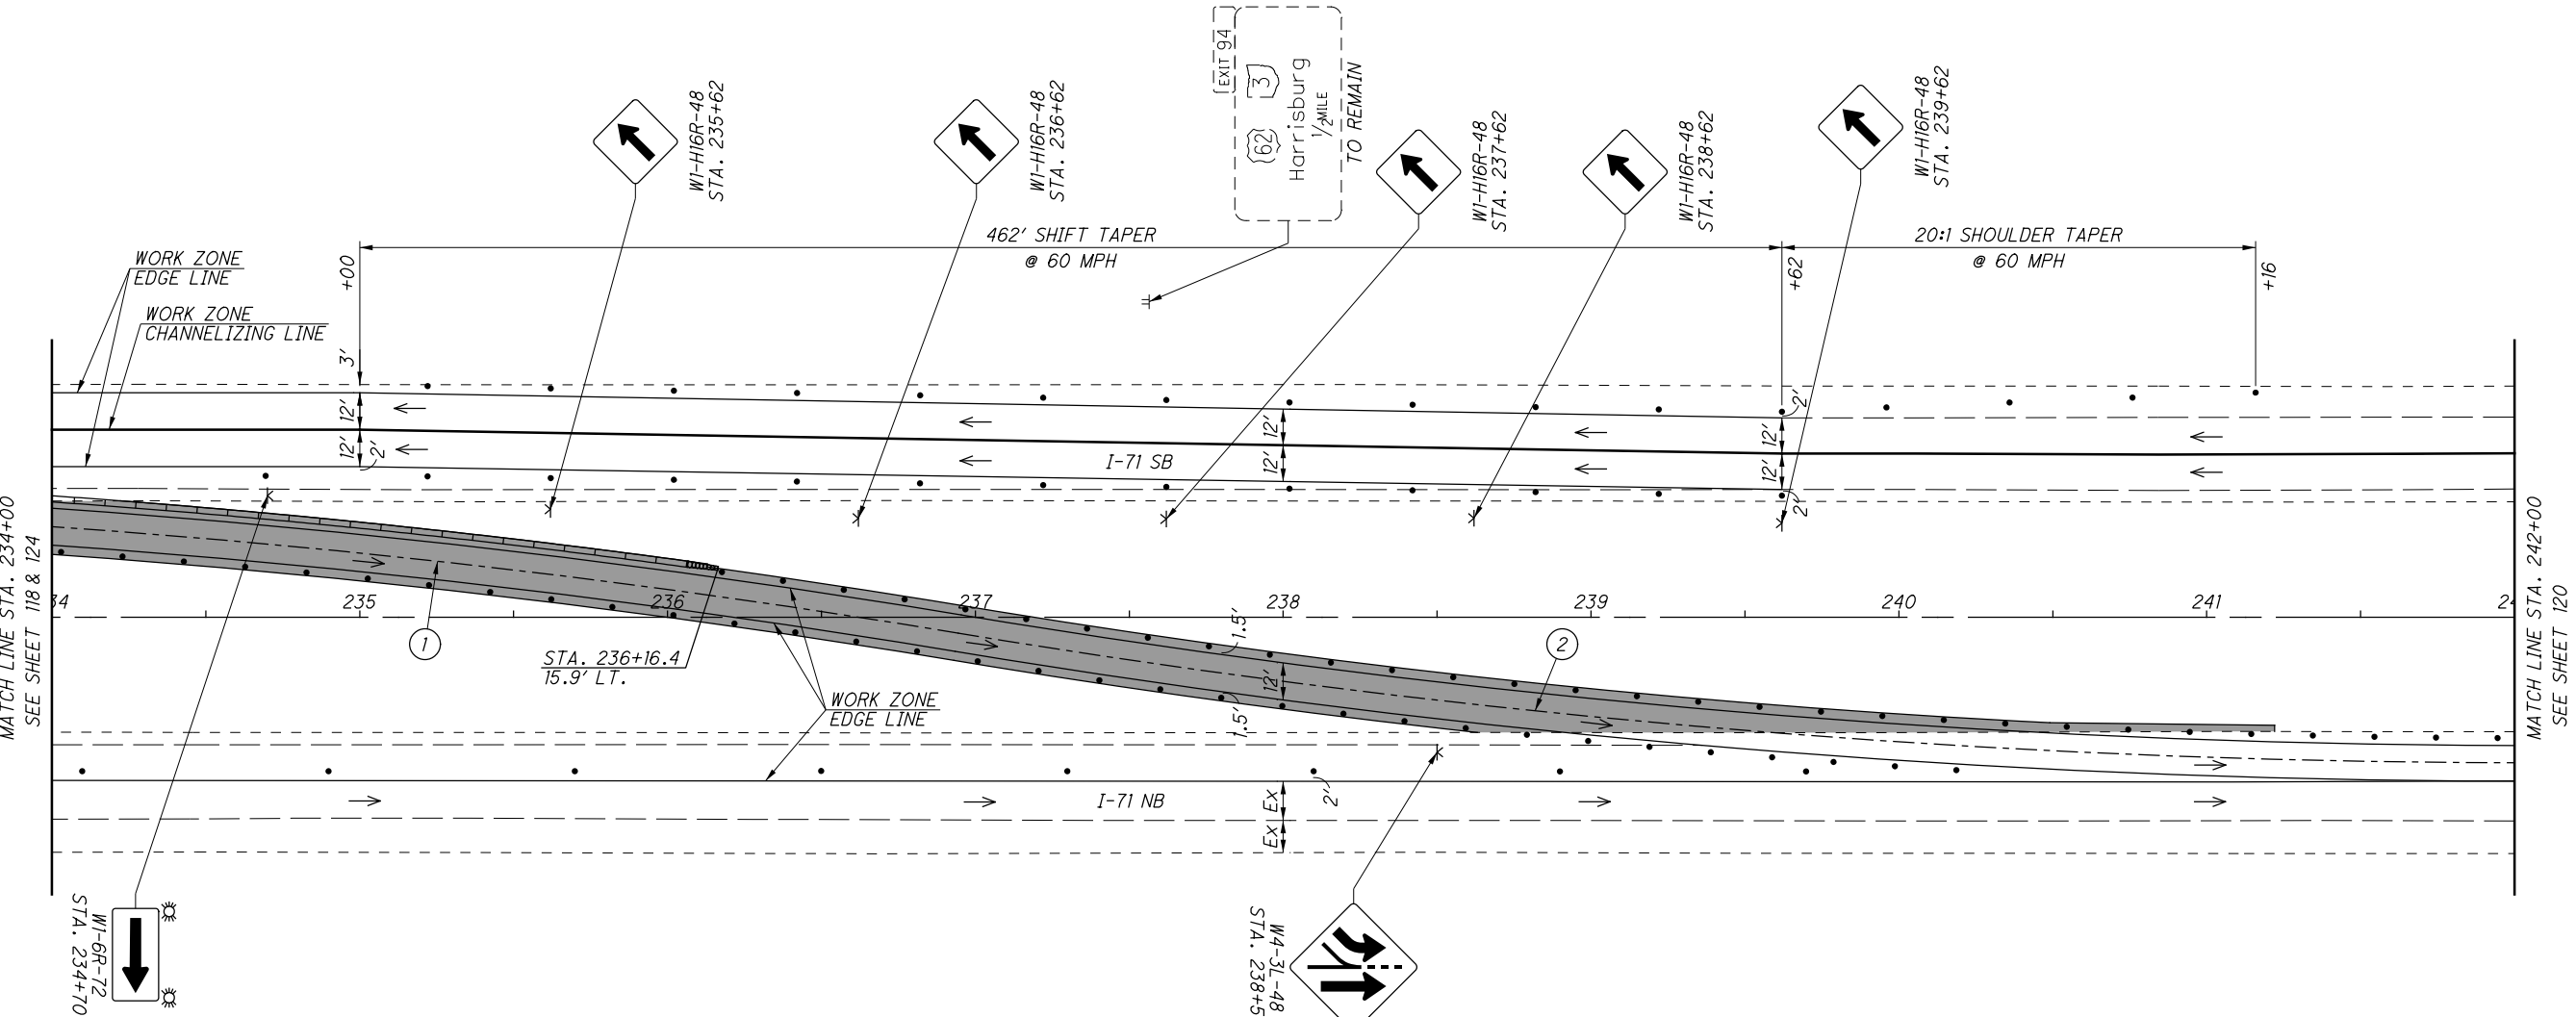 EXIT 94
62 3
Harrisburg
1/2 MILE
TO REMAIN
W1-H16R-48
STA. 235+62
W1-H16R-48
STA. 236+62
W1-H16R-48
STA. 237+62
W1-H16R-48
STA. 238+62
W1-H16R-48
STA. 239+62
462' SHIFT TAPER
@ 60 MPH
20:1 SHOULDER TAPER
@ 60 MPH
+00
+62
+16
WORK ZONE
EDGE LINE
WORK ZONE
CHANNELIZING LINE
3'
12'
12'
2'
12'
12'
2'
12'
12'
2'
I-71 SB
MATCH LINE STA. 234+00
SEE SHEET 118 & 124
MATCH LINE STA. 242+00
SEE SHEET 120
34
235
236
237
238
239
240
241
24
1
2
STA. 236+16.4
15.9' LT.
WORK ZONE
EDGE LINE
1.5'
12'
1.5'
I-71 NB
2'
Ex
Ex
W1-6R-72
STA. 234+70
W4-3L-48
STA. 238+5